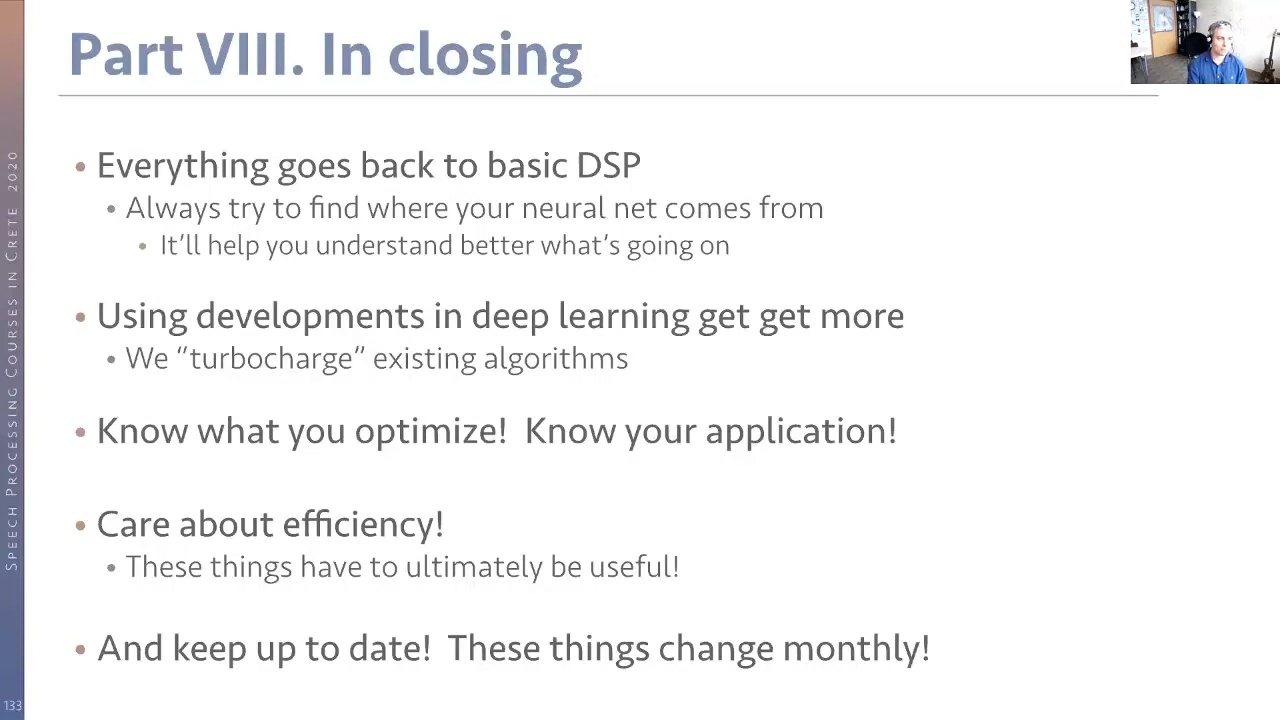 Part VIII. In closing
• Everything goes back to basic DSP
• Always try to find where your neural net comes from
• It’ll help you understand better what’s going on
• Using developments in deep learning get get more
• We “turbocharge” existing algorithms
• Know what you optimize!  Know your application!
• Care about efficiency!
• These things have to ultimately be useful!
• And keep up to date!  These things change monthly!
Speech Processing Courses in Crete 2020
133